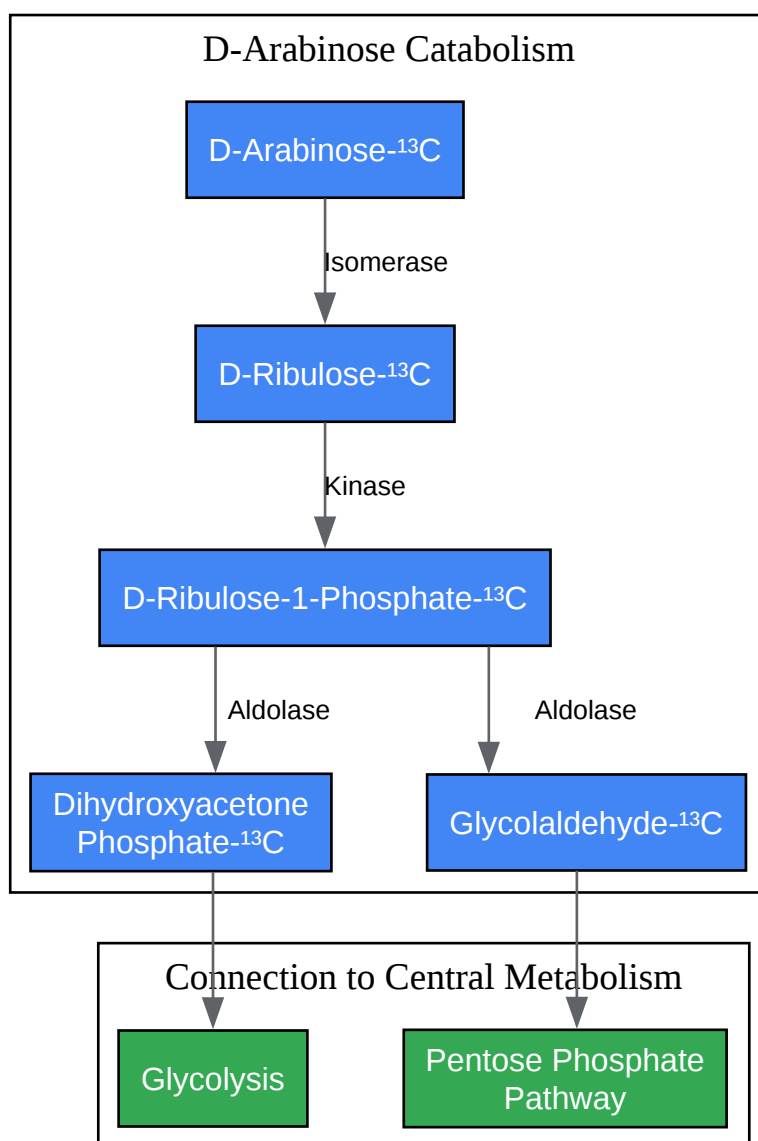 D-Arabinose Catabolism
D-Arabinose-¹³C
Isomerase
D-Ribulose-¹³C
Kinase
D-Ribulose-1-Phosphate-¹³C
Aldolase
Aldolase
Dihydroxyacetone
Phosphate-¹³C
Glycolaldehyde-¹³C
Connection to Central Metabolism
Glycolysis
Pentose Phosphate
Pathway